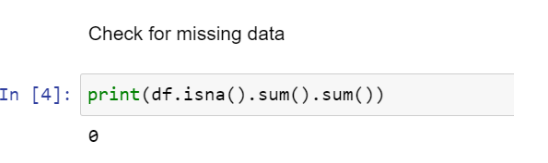 Check for missing data
In [4]: print(df.isna().sum().sum())
0